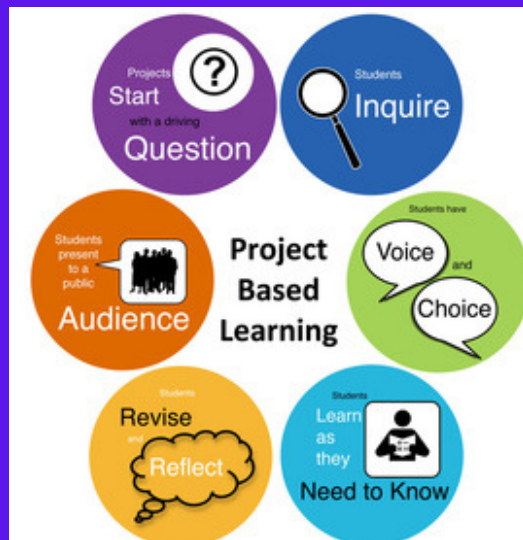 Projects
Start
with a driving
Question
?
Students
Inquire
Students have
Voice
and
Choice
Students
Learn
as
they
Need to Know
Students
Revise
and
Reflect
Students
present
to a
public
Audience
Project
Based
Learning